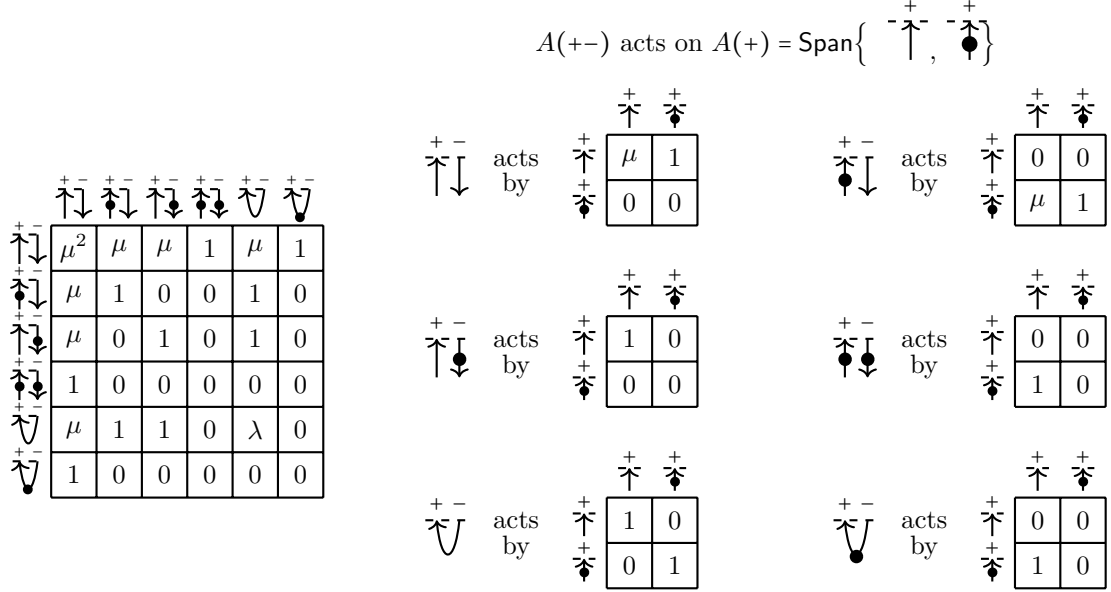 A(+−) acts on A(+) = Span{ + , + }
+ − + − + − + − + − + −
+ − μ² μ μ 1 μ 1
+ − μ 1 0 0 1 0
+ − μ 0 1 0 1 0
+ − 1 0 0 0 0 0
+ − μ 1 1 0 λ 0
+ − 1 0 0 0 0 0
+ +
+ − acts by + μ 1
+ 0 0
+ +
+ − acts by + 0 0
+ μ 1
+ +
+ − acts by + 1 0
+ 0 0
+ +
+ − acts by + 0 0
+ 1 0
+ +
+ − acts by + 1 0
+ 0 1
+ +
+ − acts by + 0 0
+ 1 0